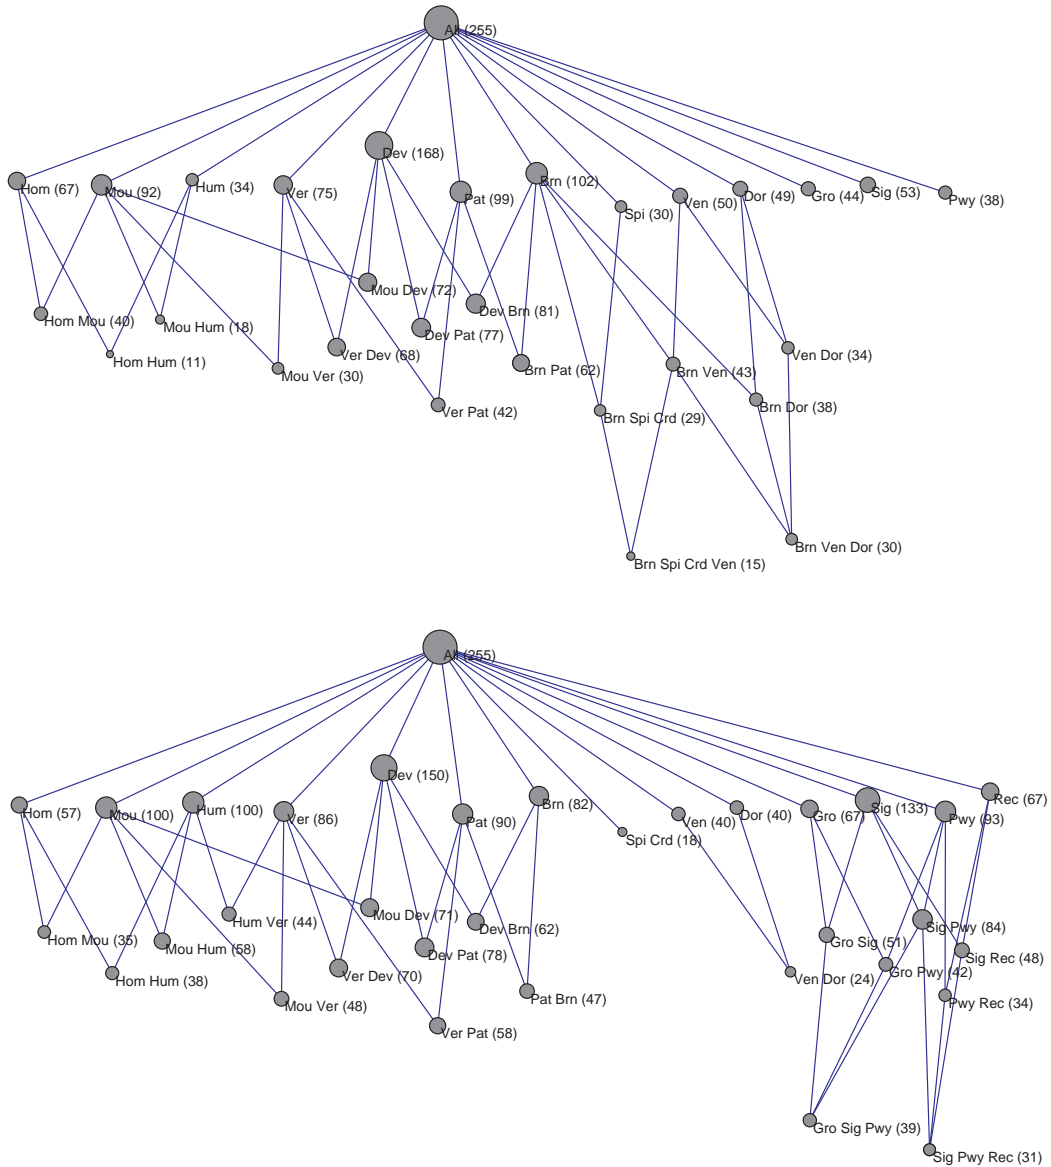 All (255)
Dev (168)
Hom (67)
Mou (92)
Hum (34)
Ver (75)
Pat (99)
Brn (102)
Spi (30)
Ven (50)
Dor (49)
Gro (44)
Sig (53)
Pwy (38)
Mou Dev (72)
Dev Brn (81)
Hom Mou (40)
Mou Hum (18)
Dev Pat (77)
Hom Hum (11)
Ver Dev (68)
Ven Dor (34)
Mou Ver (30)
Brn Pat (62)
Brn Ven (43)
Ver Pat (42)
Brn Spi Crd (29)
Brn Dor (38)
Brn Ven Dor (30)
Brn Spi Crd Ven (15)
All (255)
Dev (150)
Hom (57)
Mou (100)
Hum (100)
Ver (86)
Pat (90)
Brn (82)
Spi Crd (18)
Ven (40)
Dor (40)
Gro (67)
Sig (133)
Pwy (93)
Rec (67)
Hom Mou (35)
Mou Hum (58)
Hum Ver (44)
Mou Dev (71)
Dev Brn (62)
Dev Pat (78)
Gro Sig (51)
Sig Pwy (84)
Sig Rec (48)
Hom Hum (38)
Ver Dev (70)
Ven Dor (24)
Gro Pwy (42)
Mou Ver (48)
Pat Brn (47)
Pwy Rec (34)
Ver Pat (58)
Gro Sig Pwy (39)
Sig Pwy Rec (31)